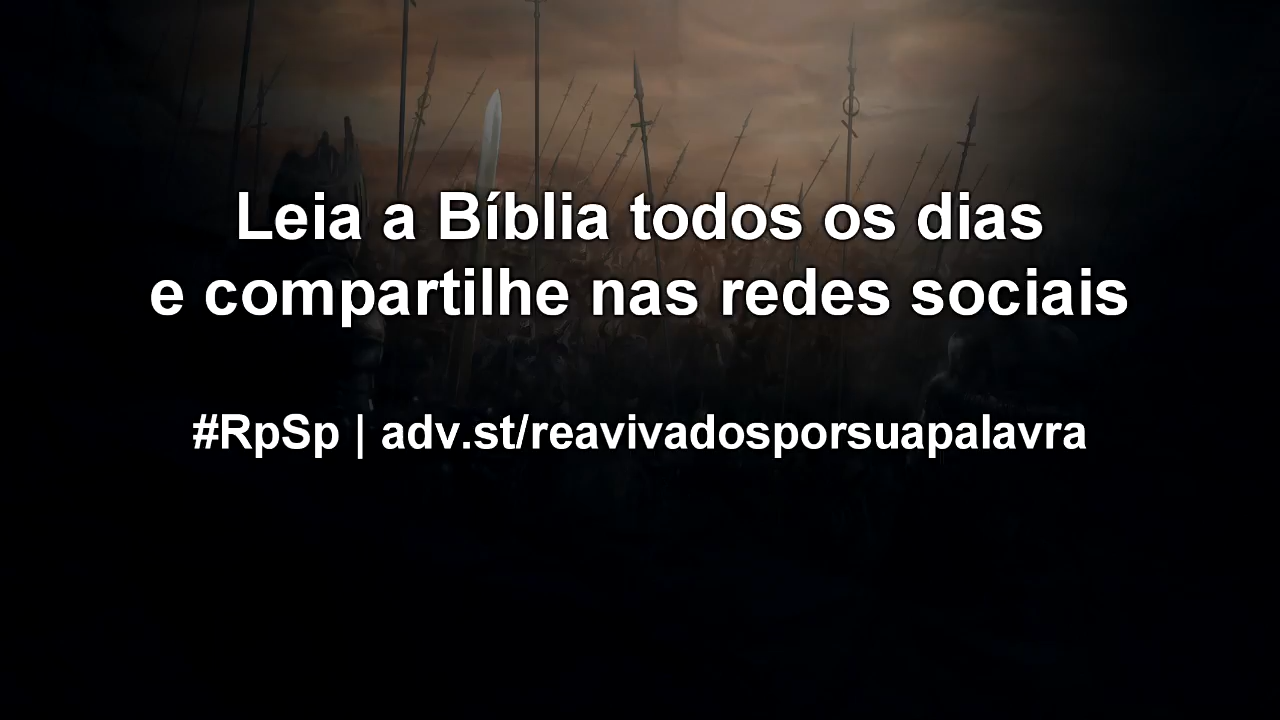 Leia a Bíblia todos os dias
e compartilhe nas redes sociais
#RpSp | adv.st/reavivadosporsuapalavra